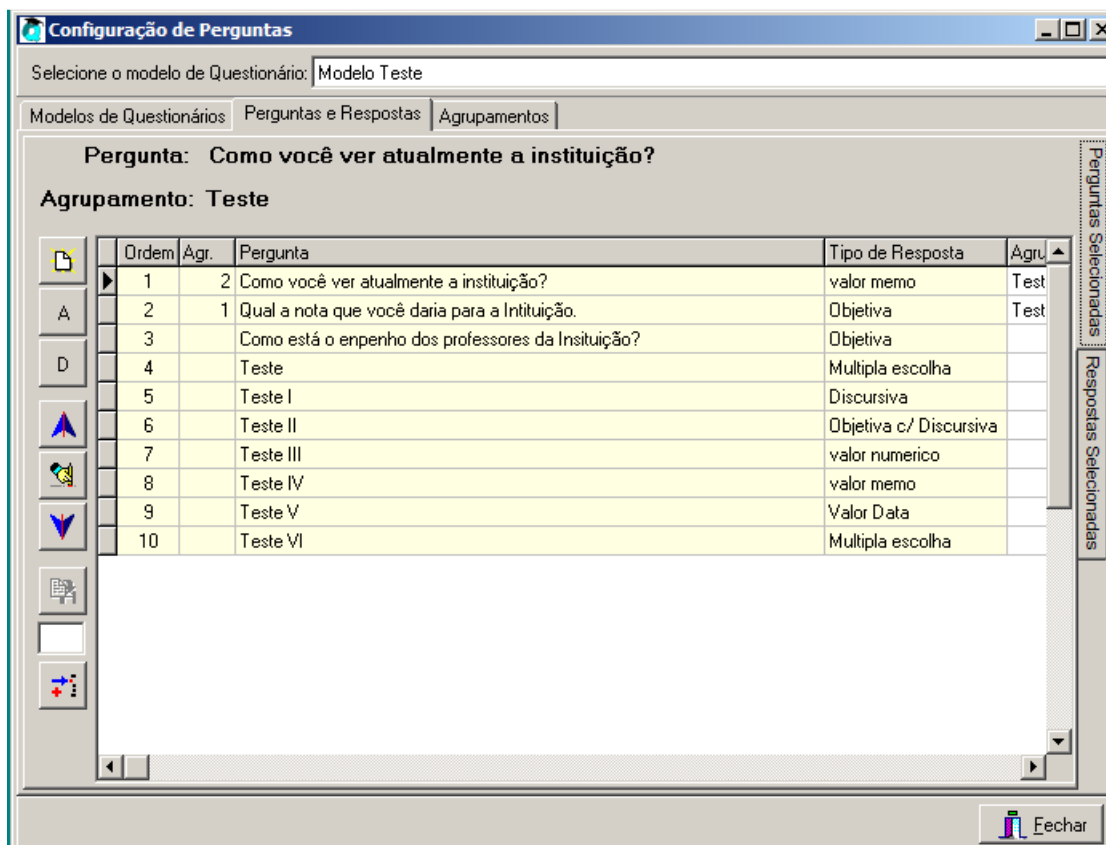 Configuração de Perguntas
Selecione o modelo de Questionário: Modelo Teste
Modelos de Questionários Perguntas e Respostas Agrupamentos
Pergunta: Como você ver atualmente a instituição?
Agrupamento: Teste
Ordem Agr. Pergunta Tipo de Resposta Agru
1 2 Como você ver atualmente a instituição? valor memo Test
2 1 Qual a nota que você daria para a Intituição. Objetiva Test
3 Como está o enpenho dos professores da Insituição? Objetiva
4 Teste Multipla escolha
5 Teste I Discursiva
6 Teste II Objetiva c/ Discursiva
7 Teste III valor numerico
8 Teste IV valor memo
9 Teste V Valor Data
10 Teste VI Multipla escolha
A
D
Perguntas Selecionadas
Respostas Selecionadas
Fechar